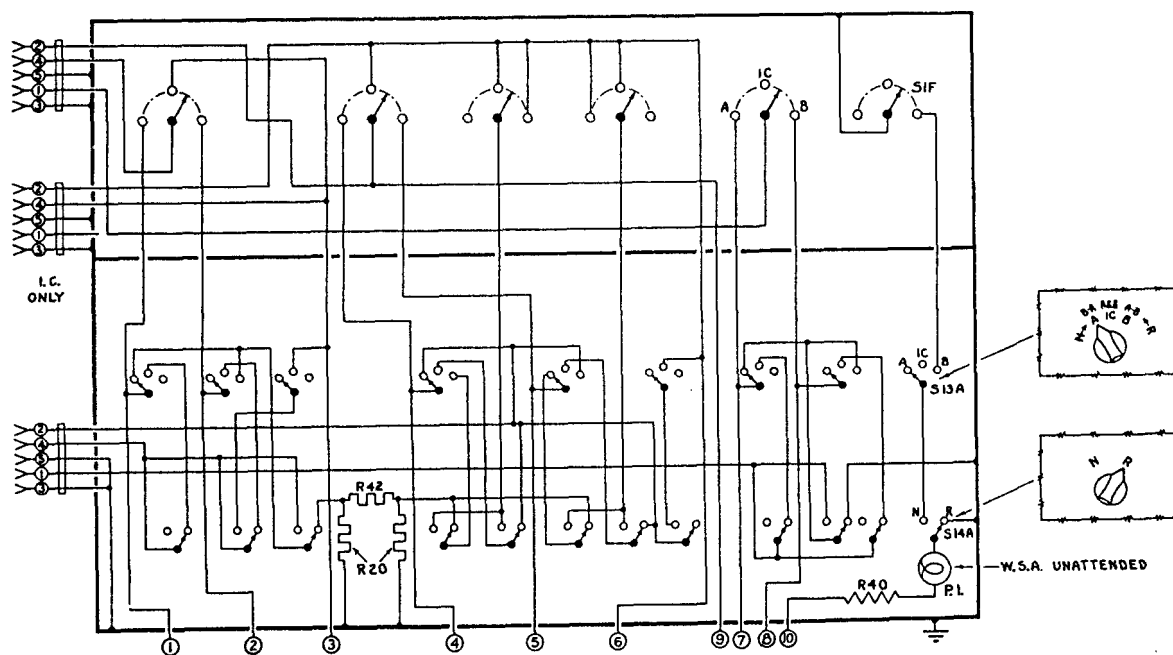 2
4
5
1
3
2
4
5
1
3
I.C.
ONLY
2
4
5
1
3
A
IC
B
S1F
A
IC
B
S13A
N
R
S14A
R42
R20
R40
P.I.
W.S.A. UNATTENDED
B-A A&B A-B
N A IC B R
N R
1 2 3 4 5 6 9 7 8 10